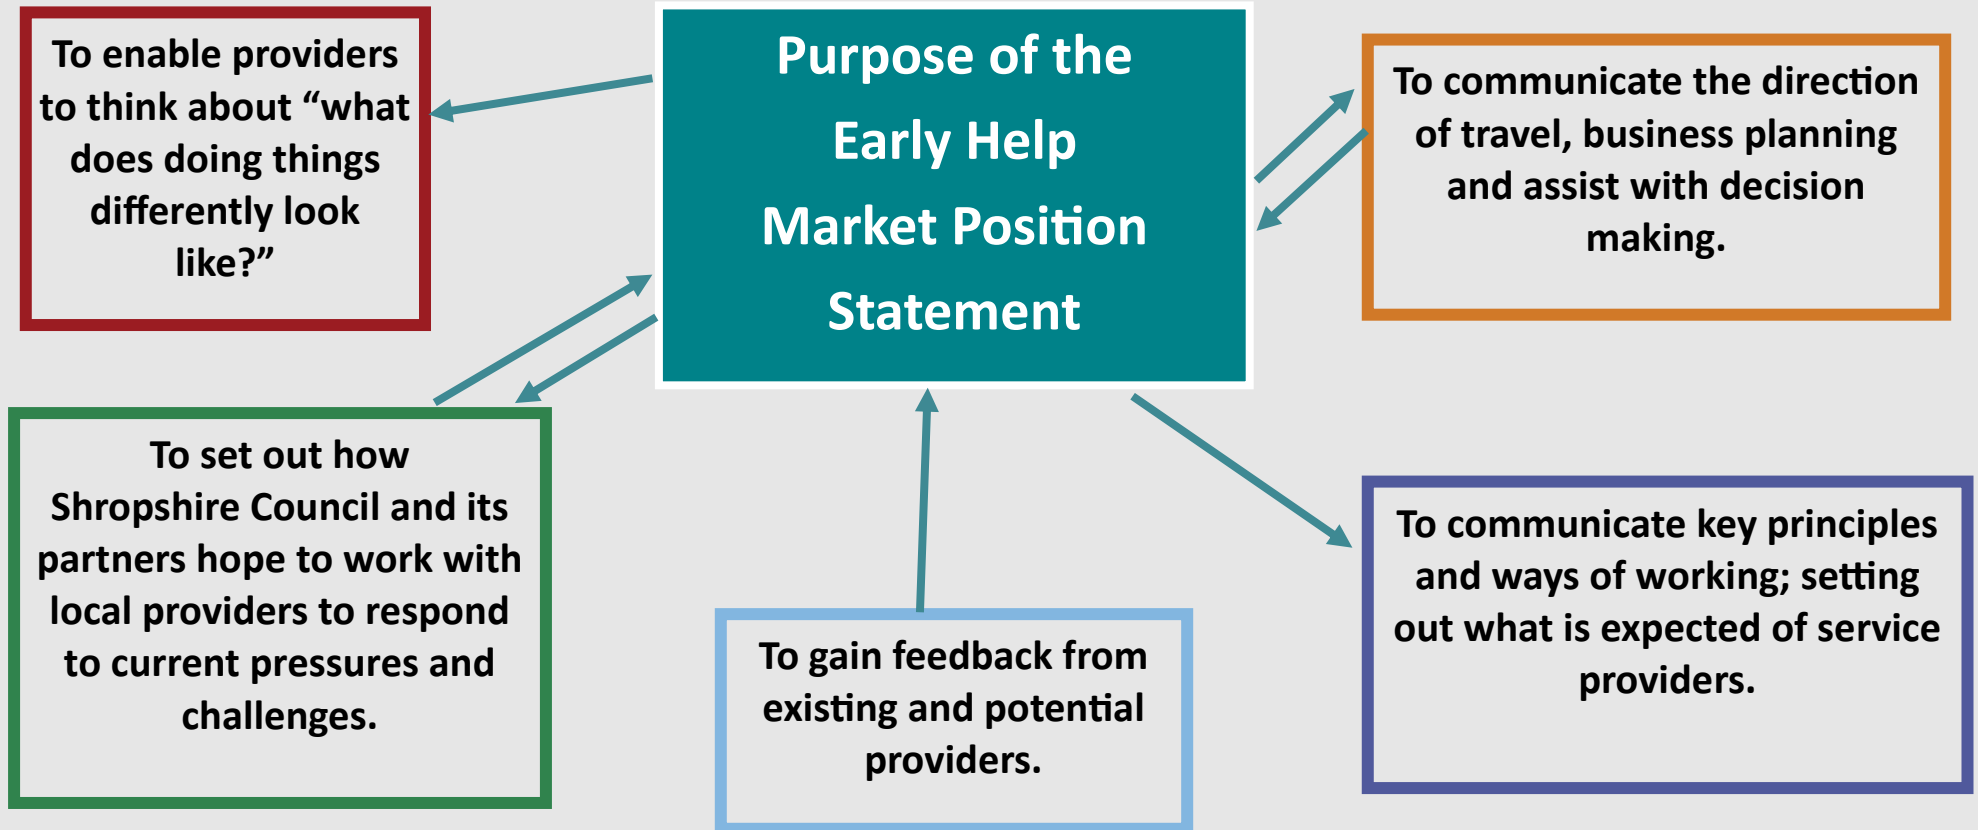 Purpose of the
Early Help
Market Position
Statement
To enable providers
to think about “what
does doing things
differently look
like?”
To communicate the direction
of travel, business planning
and assist with decision
making.
To set out how
Shropshire Council and its
partners hope to work with
local providers to respond
to current pressures and
challenges.
To gain feedback from
existing and potential
providers.
To communicate key principles
and ways of working; setting
out what is expected of service
providers.